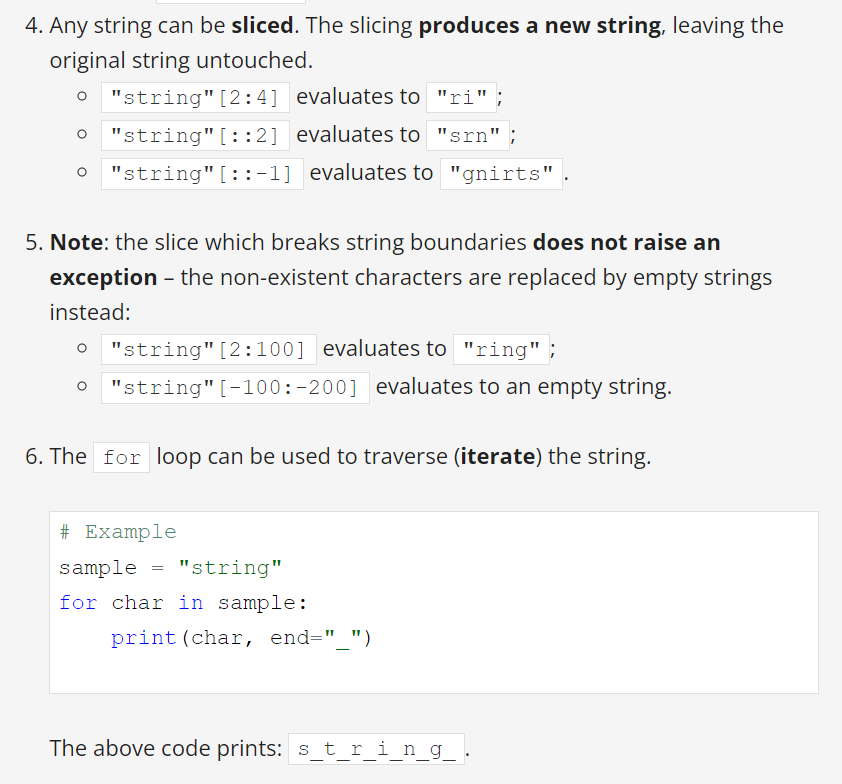 4. Any string can be sliced. The slicing produces a new string, leaving the
original string untouched.
"string"[2:4] evaluates to "ri";
"string"[::2] evaluates to "srn";
"string"[::-1] evaluates to "gnirts".
5. Note: the slice which breaks string boundaries does not raise an
exception – the non-existent characters are replaced by empty strings
instead:
"string"[2:100] evaluates to "ring";
"string"[-100:-200] evaluates to an empty string.
6. The for loop can be used to traverse (iterate) the string.
# Example
sample = "string"
for char in sample:
    print(char, end="_")
The above code prints: s_t_r_i_n_g_.